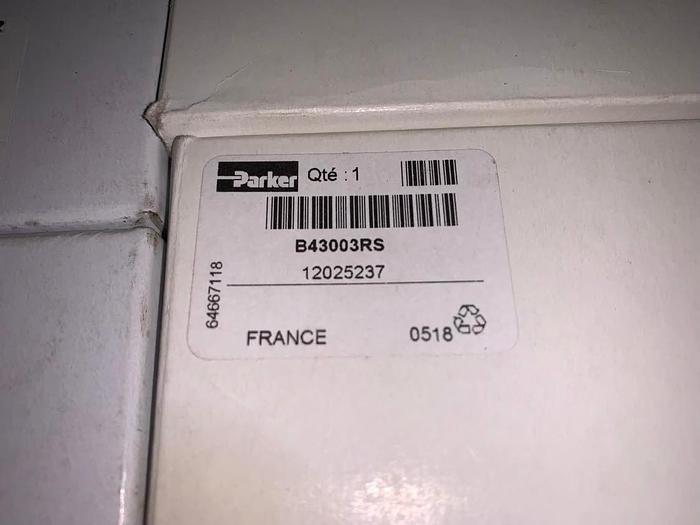 Parker Qté : 1
B43003RS
12025237
64667118
FRANCE 0518